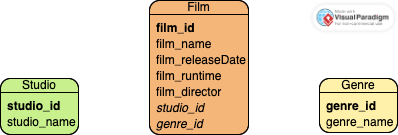 Film
film_id
film_name
film_releaseDate
film_runtime
film_director
studio_id
genre_id
Studio
studio_id
studio_name
Genre
genre_id
genre_name
Made with
Visual Paradigm
For non-commercial use